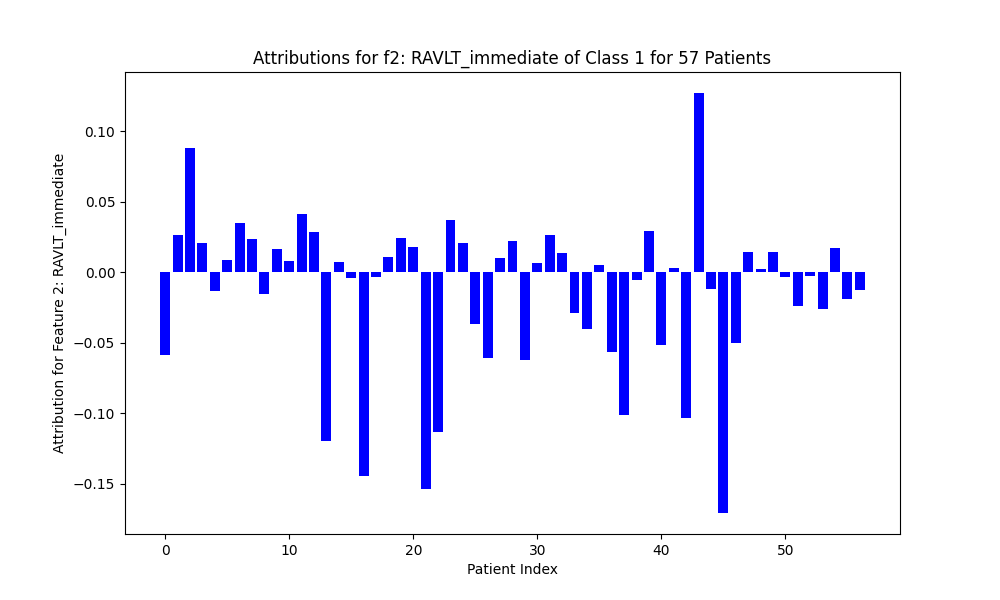 Attributions for f2: RAVLT_immediate of Class 1 for 57 Patients
Attribution for Feature 2: RAVLT_immediate
0.10
0.05
0.00
−0.05
−0.10
−0.15
0 10 20 30 40 50
Patient Index